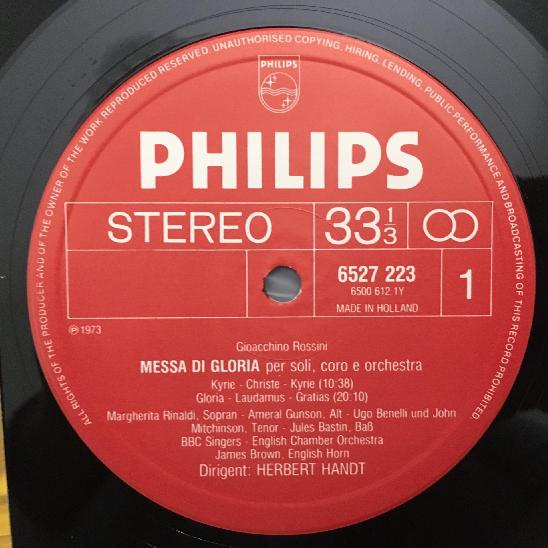 ALL RIGHTS OF THE PRODUCER AND OF THE OWNER OF THE WORK REPRODUCED RESERVED. UNAUTHORISED COPYING, HIRING, LENDING, PUBLIC PERFORMANCE AND BROADCASTING OF THIS RECORD PROHIBITED.
PHILIPS
PHILIPS
STEREO 33 1/3
6527 223
6500 612.1Y
MADE IN HOLLAND
1
℗ 1973
Gioacchino Rossini
MESSA DI GLORIA per soli, coro e orchestra
Kyrie - Christe - Kyrie (10:38)
Gloria - Laudamus - Gratias (20:10)
Margherita Rinaldi, Sopran - Ameral Gunson, Alt - Ugo Benelli und John
Mitchinson, Tenor - Jules Bastin, Baß
BBC Singers - English Chamber Orchestra
James Brown, English Horn
Dirigent: HERBERT HANDT